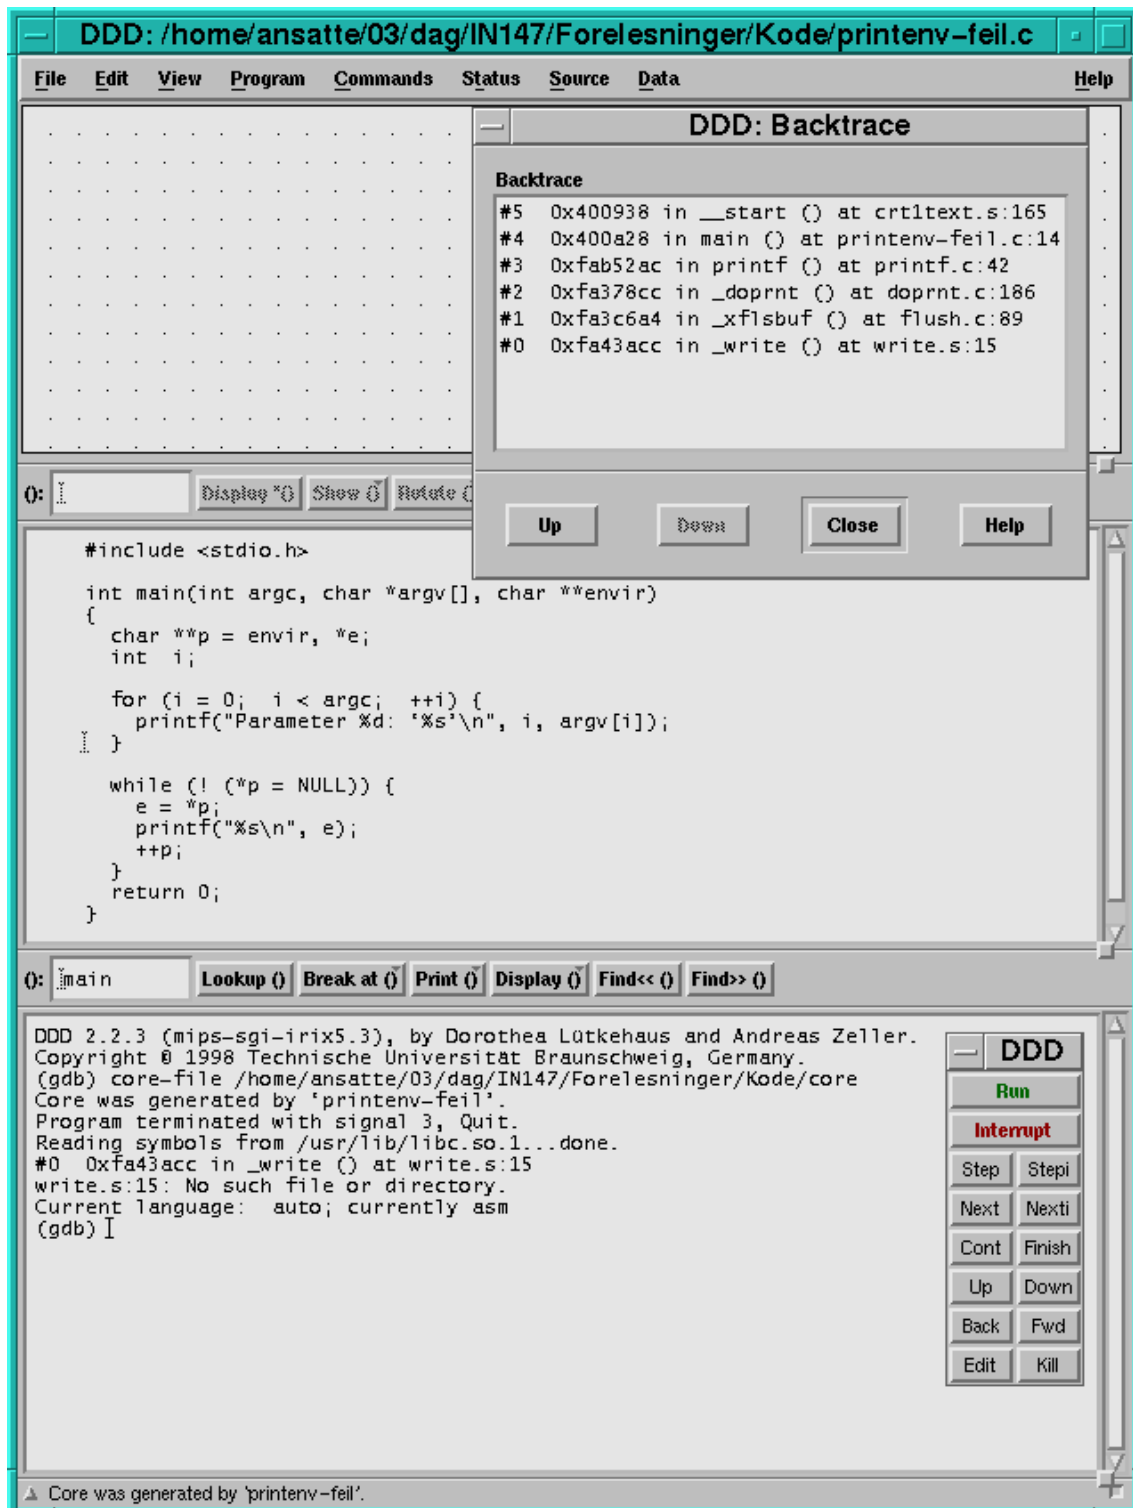 DDD: /home/ansatte/03/dag/IN147/Forelesninger/Kode/printenv-feil.c
File Edit View Program Commands Status Source Data Help
DDD: Backtrace
Backtrace
#5 0x400938 in __start () at crt1text.s:165
#4 0x400a28 in main () at printenv-feil.c:14
#3 0xfab52ac in printf () at printf.c:42
#2 0xfa378cc in _doprnt () at doprnt.c:186
#1 0xfa3c6a4 in _xflsbuf () at flush.c:89
#0 0xfa43acc in _write () at write.s:15
(): Display *() Show () Rotate (
Up Down Close Help
#include <stdio.h>
int main(int argc, char *argv[], char **envir)
{
char **p = envir, *e;
int i;
for (i = 0; i < argc; ++i) {
printf("Parameter %d: '%s'\n", i, argv[i]);
}
while (! (*p = NULL)) {
e = *p;
printf("%s\n", e);
++p;
}
return 0;
}
(): main Lookup () Break at () Print () Display () Find<< () Find>> ()
DDD 2.2.3 (mips-sgi-irix5.3), by Dorothea Lütkehaus and Andreas Zeller.
Copyright © 1998 Technische Universität Braunschweig, Germany.
(gdb) core-file /home/ansatte/03/dag/IN147/Forelesninger/Kode/core
Core was generated by 'printenv-feil'.
Program terminated with signal 3, Quit.
Reading symbols from /usr/lib/libc.so.1...done.
#0 0xfa43acc in _write () at write.s:15
write.s:15: No such file or directory.
Current language: auto; currently asm
(gdb)
DDD
Run
Interrupt
Step Stepi
Next Nexti
Cont Finish
Up Down
Back Fwd
Edit Kill
Core was generated by 'printenv-feil'.